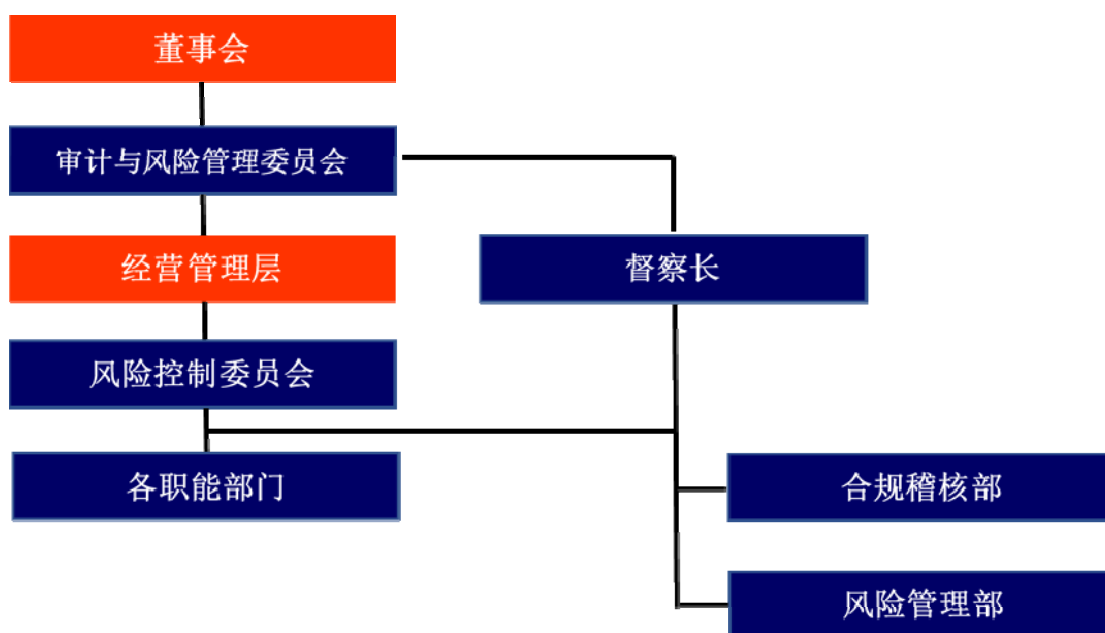 董事会
审计与风险管理委员会
经营管理层
督察长
风险控制委员会
各职能部门
合规稽核部
风险管理部